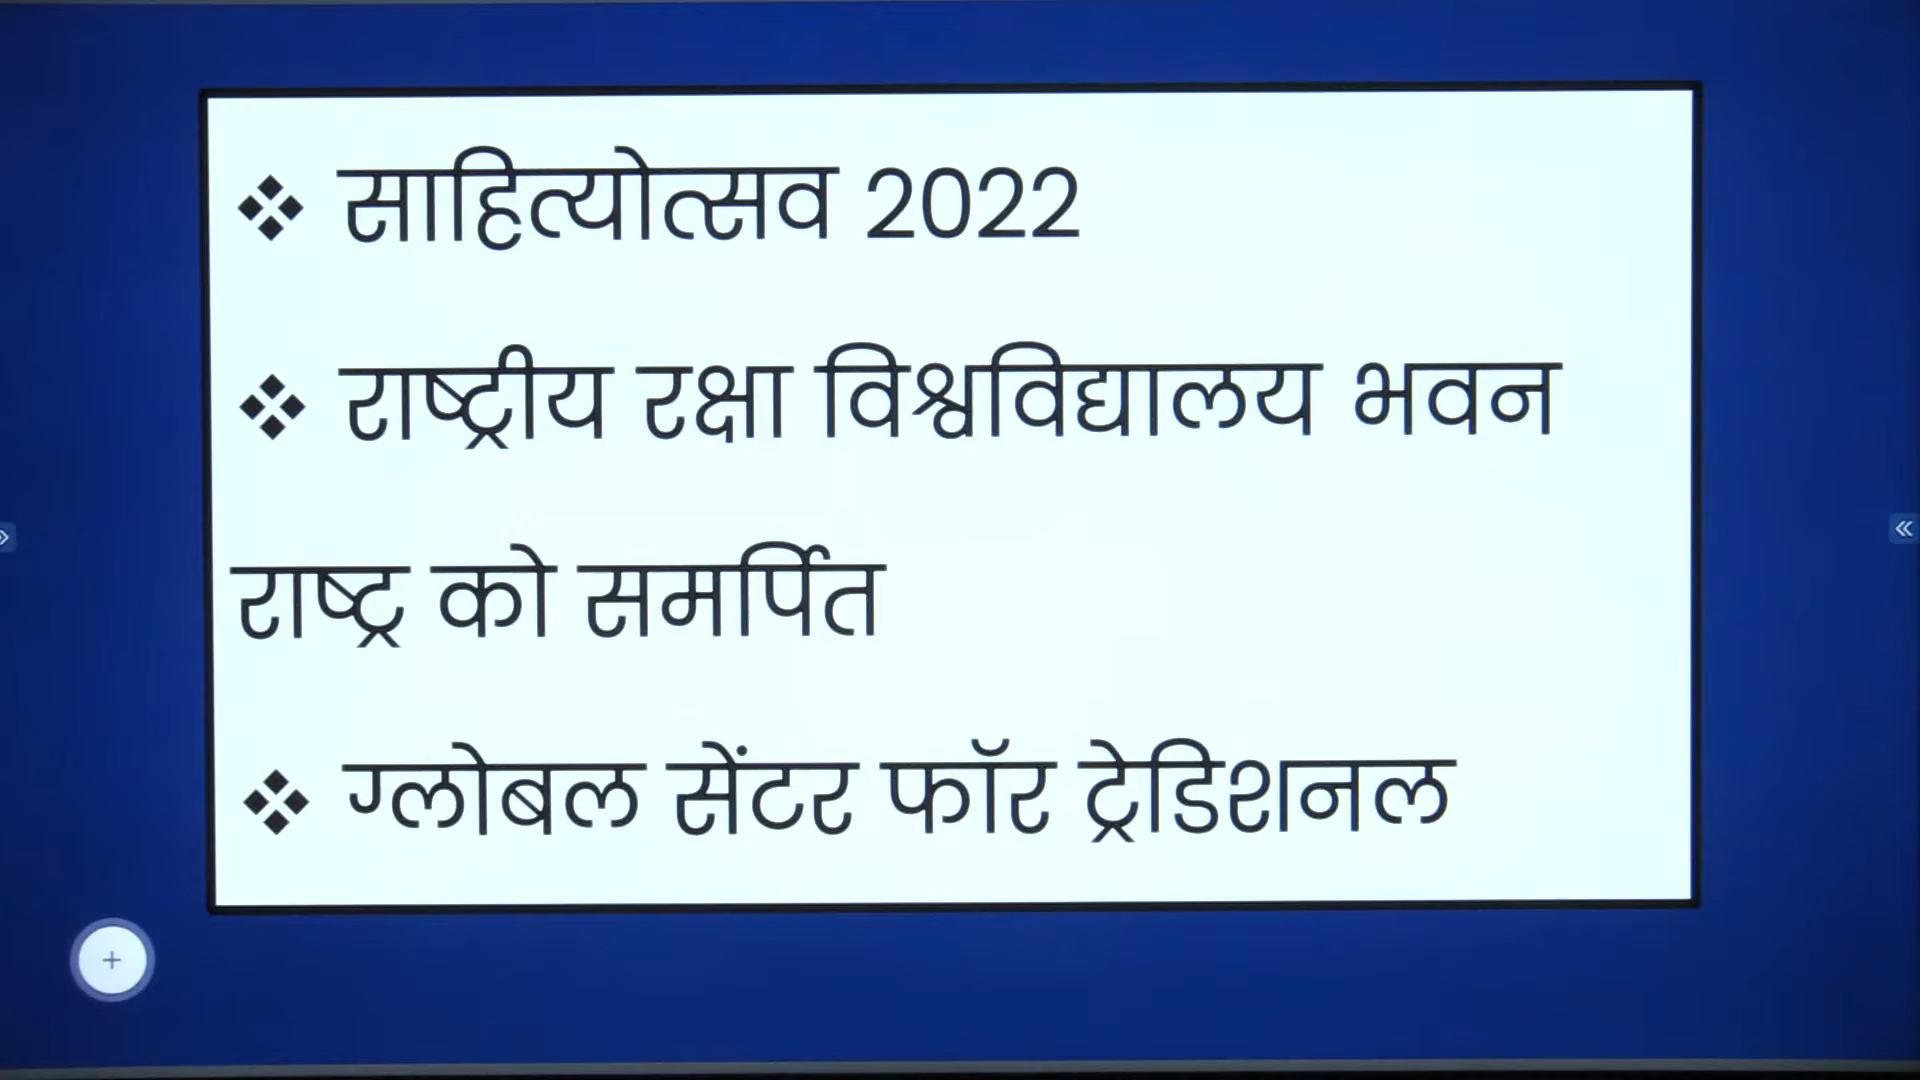 ❖ साहित्योत्सव 2022
❖ राष्ट्रीय रक्षा विश्वविद्यालय भवन
राष्ट्र को समर्पित
❖ ग्लोबल सेंटर फॉर ट्रेडिशनल